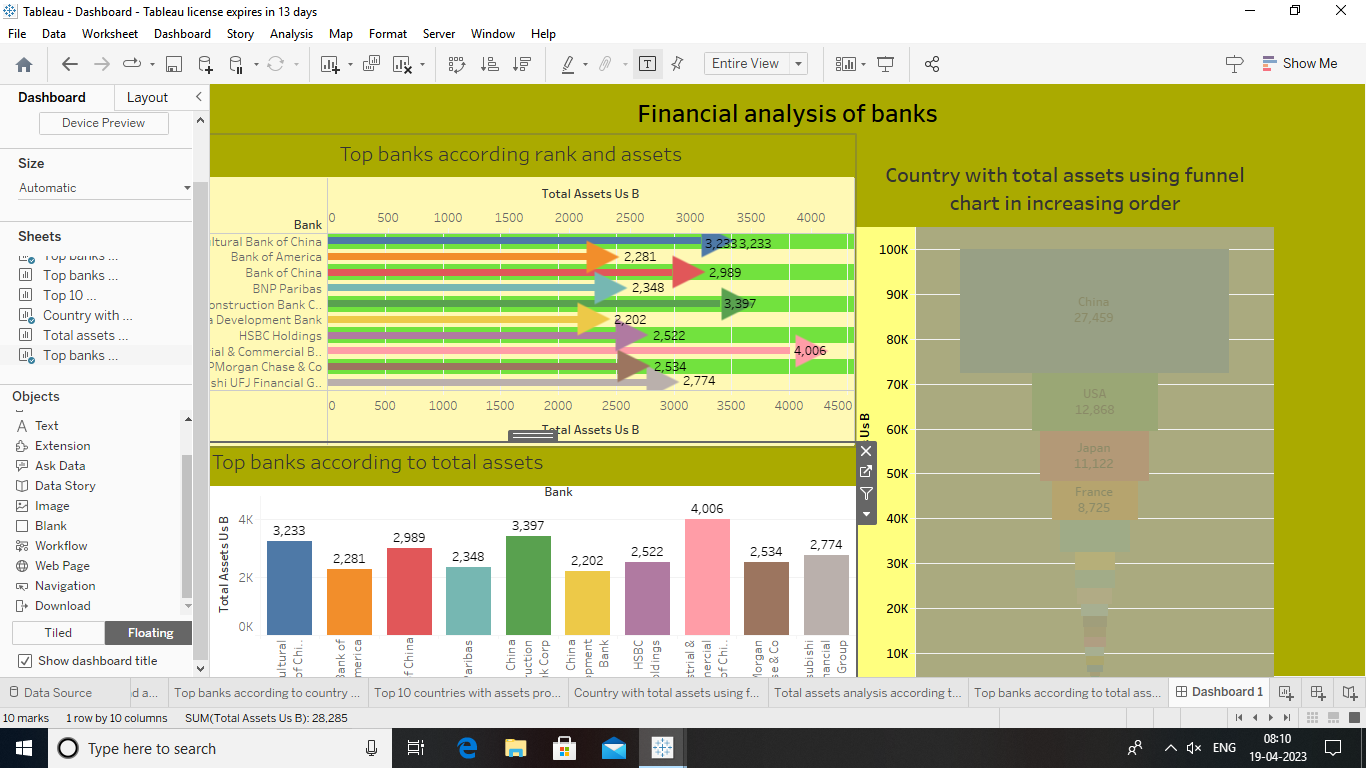 Tableau - Dashboard - Tableau license expires in 13 days
File Data Worksheet Dashboard Story Analysis Map Format Server Window Help
Entire View
Show Me
Dashboard Layout
Device Preview
Size
Automatic
Sheets
Top banks ...
Top banks ...
Top 10 ...
Country with ...
Total assets ...
Top banks ...
Objects
Text
Extension
Ask Data
Data Story
Image
Blank
Workflow
Web Page
Navigation
Download
Tiled Floating
Show dashboard title
Financial analysis of banks
Top banks according rank and assets
Total Assets Us B
Bank
0 500 1000 1500 2000 2500 3000 3500 4000
ltural Bank of China 3,233 3,233
Bank of America 2,281
Bank of China 2,989
BNP Paribas 2,348
onstruction Bank C.. 3,397
a Development Bank 2,202
HSBC Holdings 2,522
ial & Commercial B.. 4,006
PMorgan Chase & Co 2,534
shi UFJ Financial G.. 2,774
0 500 1000 1500 2000 2500 3000 3500 4000 4500
Total Assets Us B
Top banks according to total assets
Bank
Total Assets Us B
4K
2K
0K
3,233 2,281 2,989 2,348 3,397 2,202 2,522 4,006 2,534 2,774
cultural
of Chi..
Bank of
America
of China
Paribas
China
nstruction
nk Corp
China
opment
Bank
HSBC
oldings
strial &
mercial
of Chi..
Morgan
se & Co
subishi
nancial
Group
Country with total assets using funnel
chart in increasing order
Us B
100K
90K
80K
70K
60K
50K
40K
30K
20K
10K
China
27,459
USA
12,868
Japan
11,122
France
8,725
Data Source d a... Top banks according to country ... Top 10 countries with assets pro... Country with total assets using f... Total assets analysis according t... Top banks according to total ass... Dashboard 1
10 marks 1 row by 10 columns SUM(Total Assets Us B): 28,285
Type here to search
ENG
08:10
19-04-2023